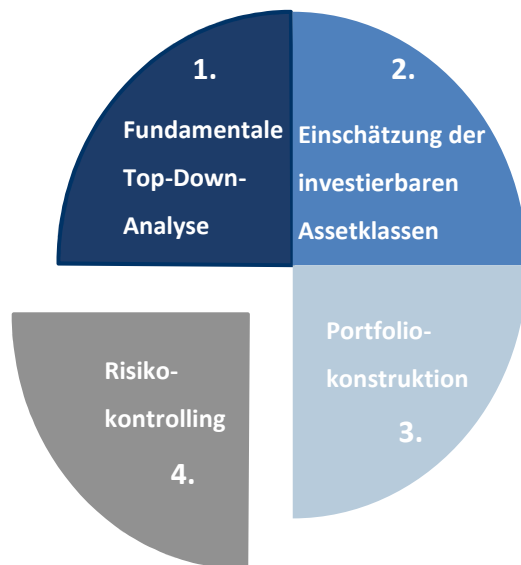 1.
Fundamentale
Top-Down-
Analyse
2.
Einschätzung der
investierbaren
Assetklassen
Portfolio-
konstruktion
3.
Risiko-
kontrolling
4.